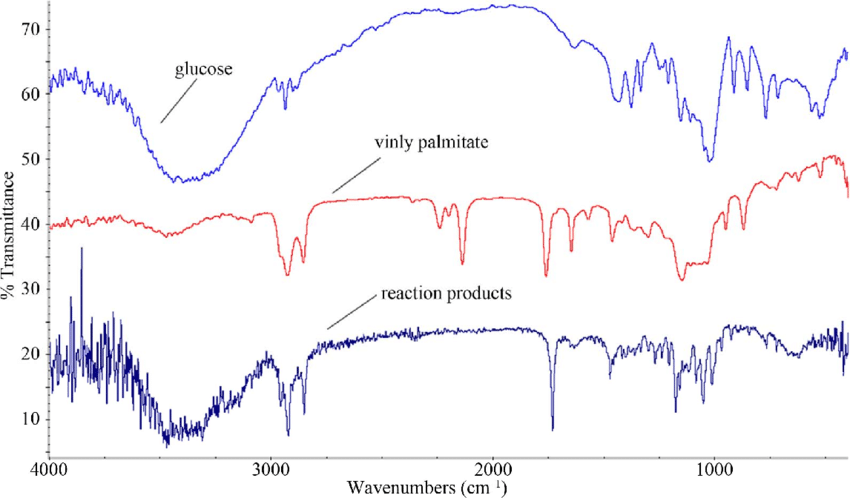 70
glucose
60
vinly palmitate
50
40
30
reaction products
20
10
% Transmittance
4000 3000 2000 1000
Wavenumbers (cm-1)